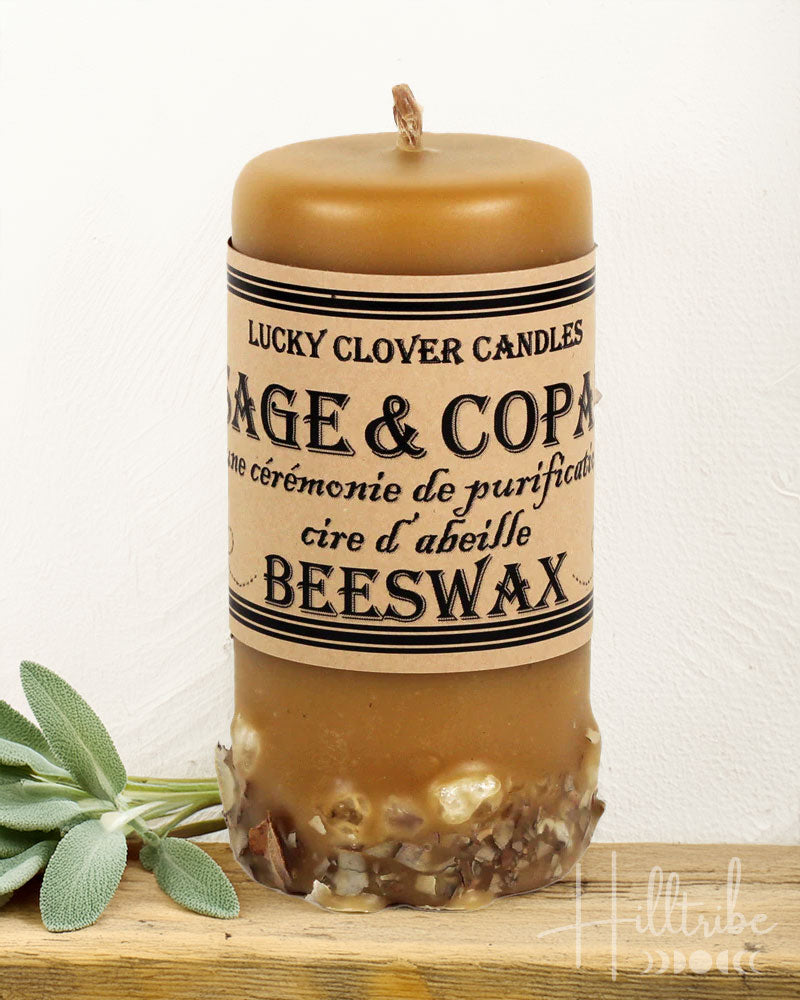 LUCKY CLOVER CANDLES
SAGE & COPA
une cérémonie de purificatio
cire d'abeille
BEESWAX
Hilltribe